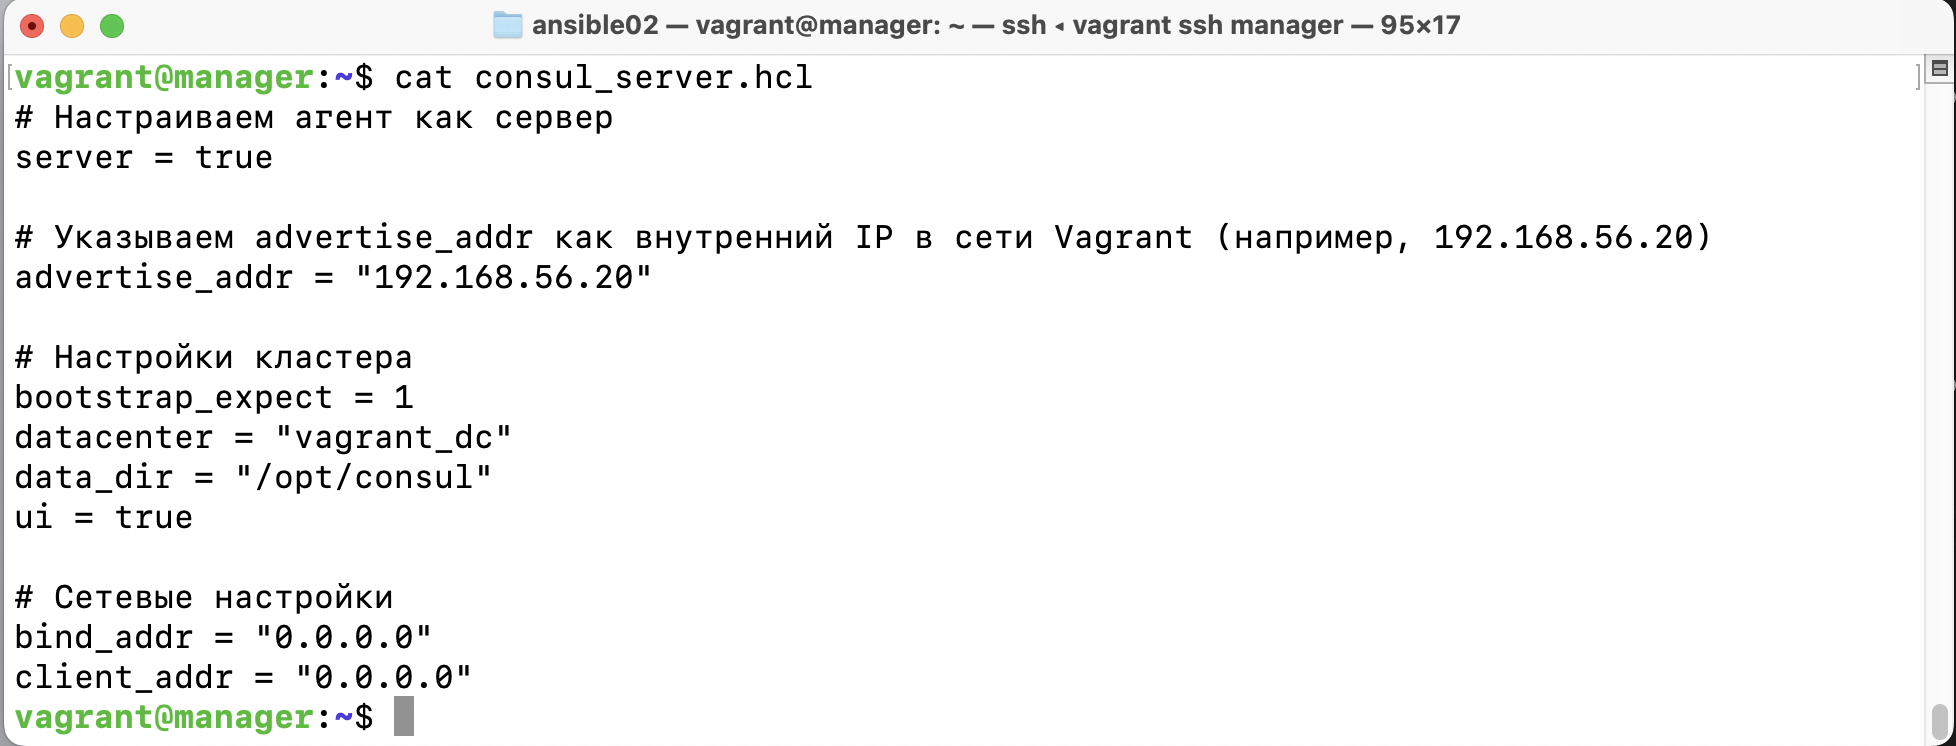 ansible02 — vagrant@manager: ~ — ssh ◂ vagrant ssh manager — 95×17
[vagrant@manager:~$ cat consul_server.hcl ]
# Настраиваем агент как сервер
server = true
# Указываем advertise_addr как внутренний IP в сети Vagrant (например, 192.168.56.20)
advertise_addr = "192.168.56.20"
# Настройки кластера
bootstrap_expect = 1
datacenter = "vagrant_dc"
data_dir = "/opt/consul"
ui = true
# Сетевые настройки
bind_addr = "0.0.0.0"
client_addr = "0.0.0.0"
vagrant@manager:~$